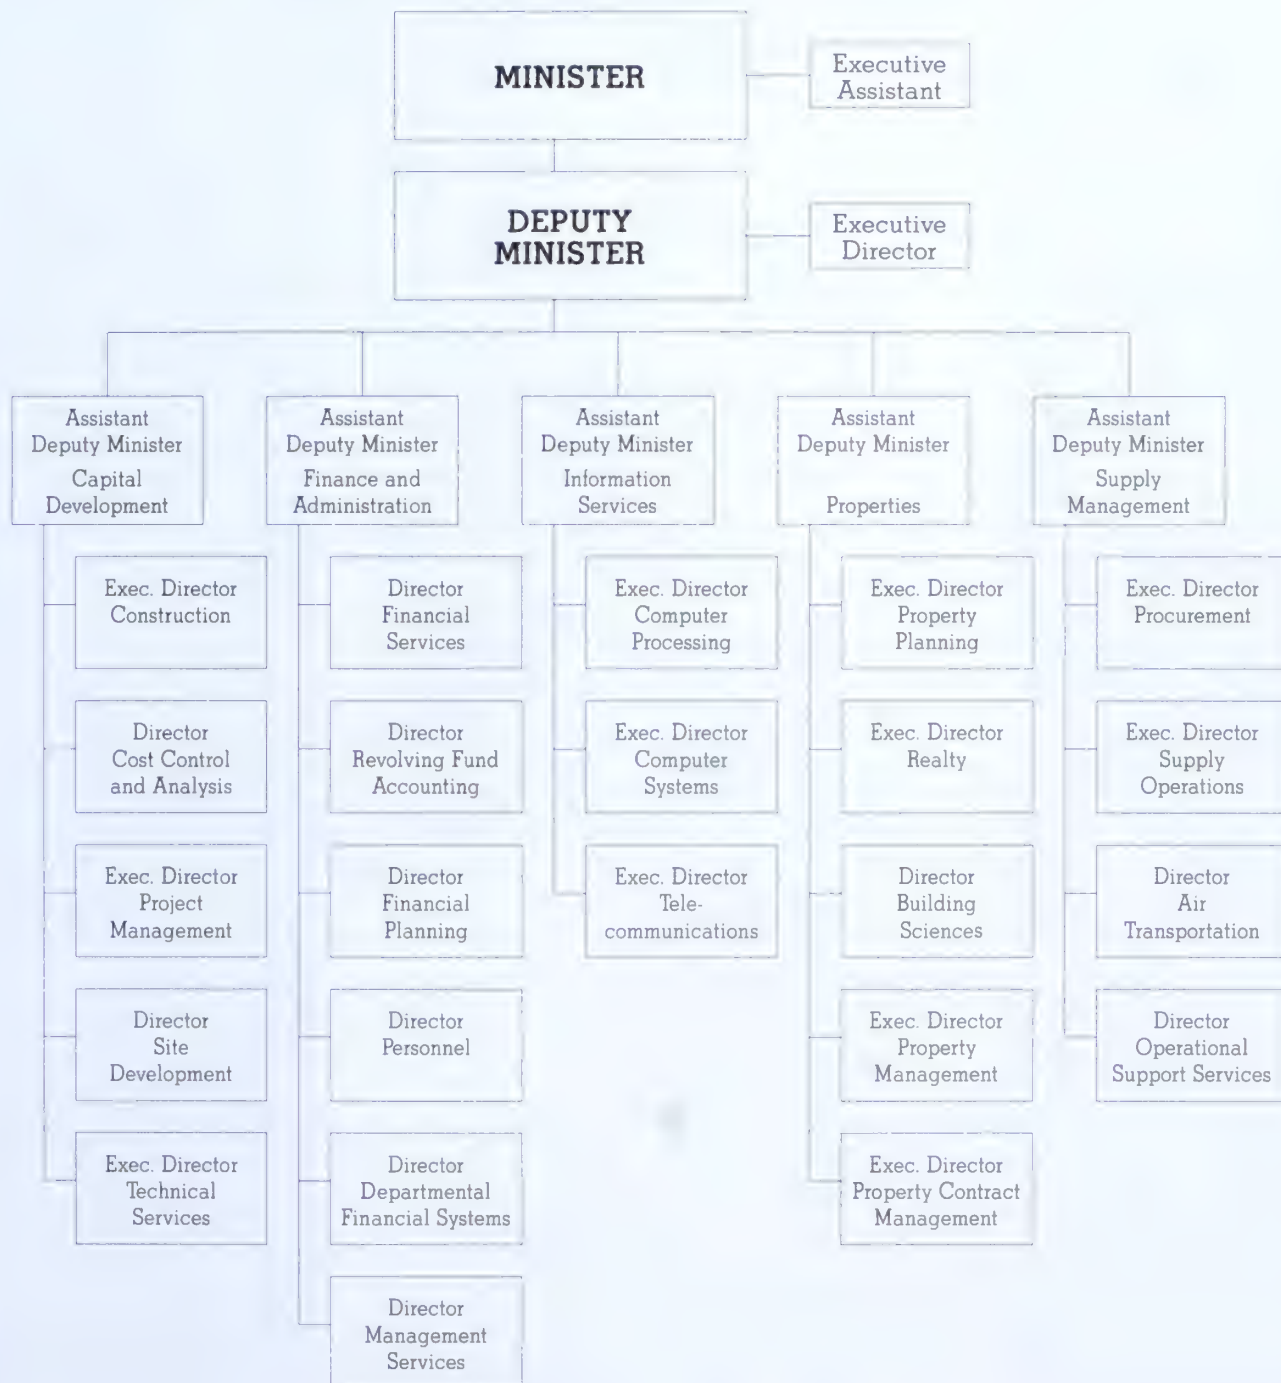 MINISTER
Executive
Assistant
DEPUTY
MINISTER
Executive
Director
Assistant
Deputy Minister
Capital
Development
Assistant
Deputy Minister
Finance and
Administration
Assistant
Deputy Minister
Information
Services
Assistant
Deputy Minister
Properties
Assistant
Deputy Minister
Supply
Management
Exec. Director
Construction
Director
Cost Control
and Analysis
Exec. Director
Project
Management
Director
Site
Development
Exec. Director
Technical
Services
Director
Financial
Services
Director
Revolving Fund
Accounting
Director
Financial
Planning
Director
Personnel
Director
Departmental
Financial Systems
Director
Management
Services
Exec. Director
Computer
Processing
Exec. Director
Computer
Systems
Exec. Director
Tele-
communications
Exec. Director
Property
Planning
Exec. Director
Realty
Director
Building
Sciences
Exec. Director
Property
Management
Exec. Director
Property Contract
Management
Exec. Director
Procurement
Exec. Director
Supply
Operations
Director
Air
Transportation
Director
Operational
Support Services